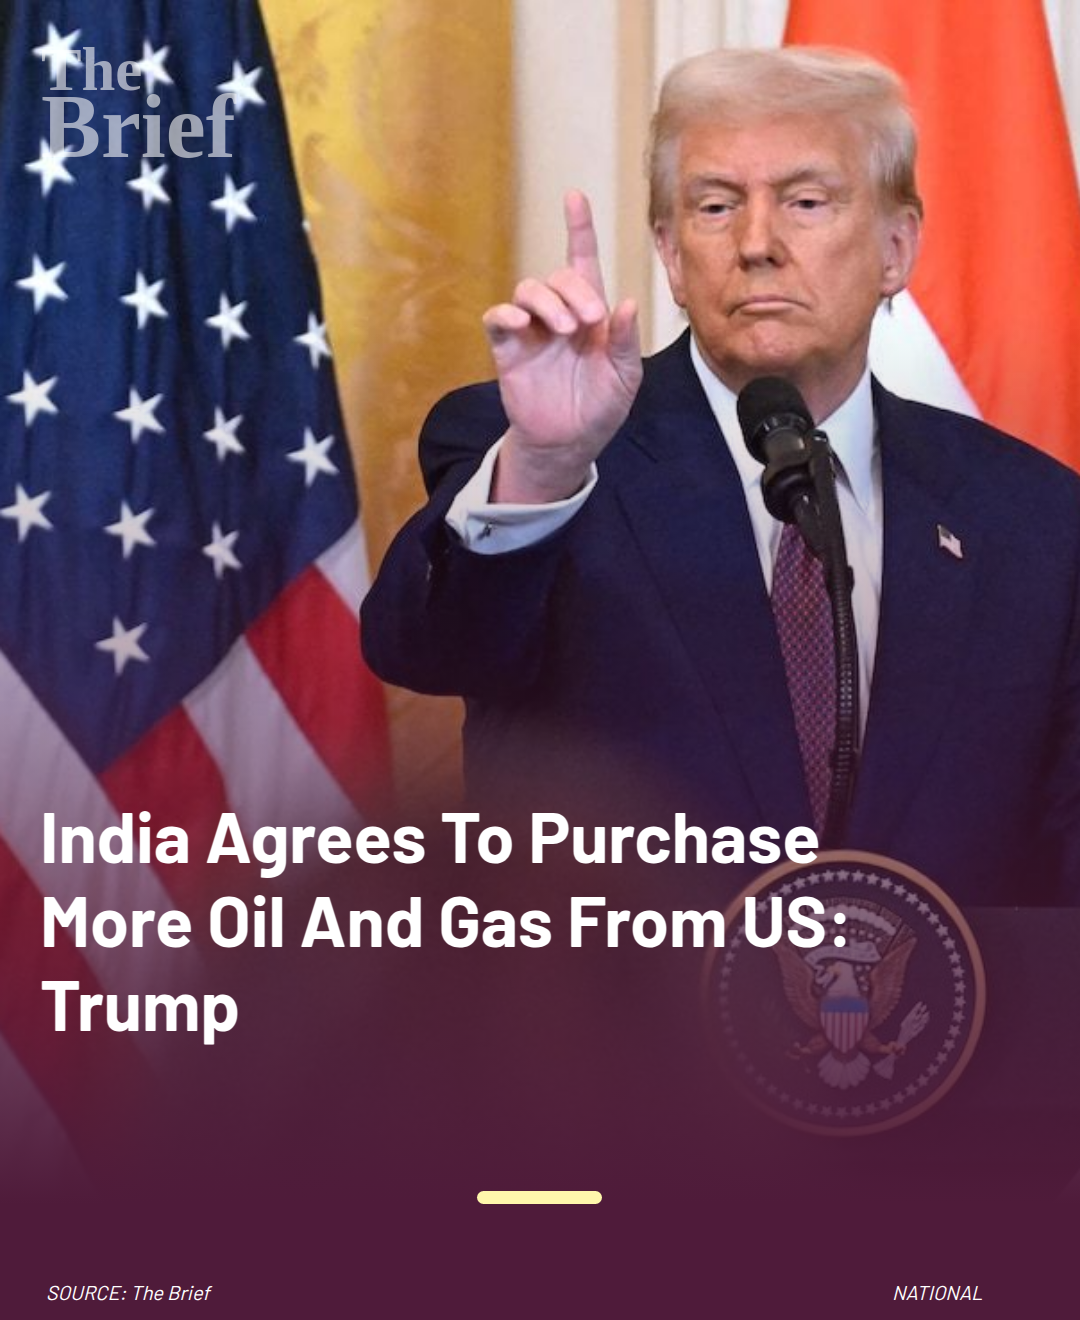 The
Brief
India Agrees To Purchase
More Oil And Gas From US:
Trump
SOURCE: The Brief
NATIONAL